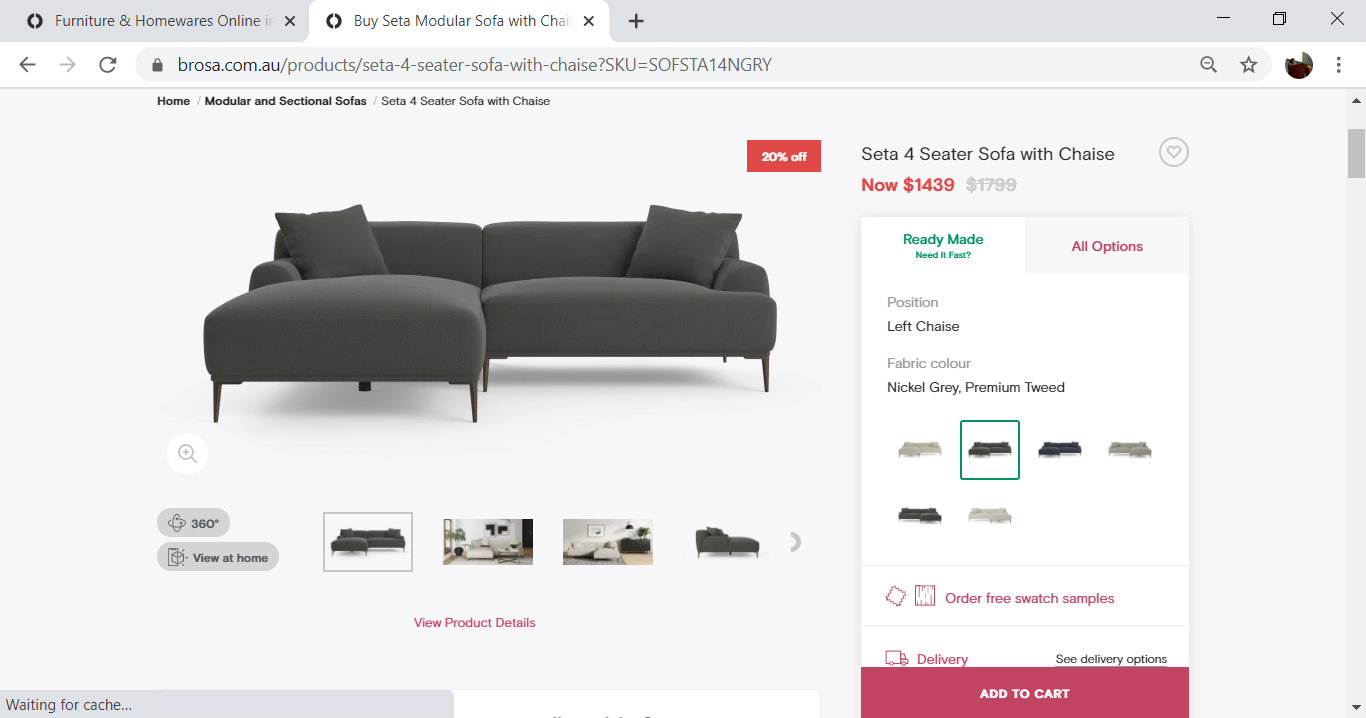 Furniture & Homewares Online in
Buy Seta Modular Sofa with Chai
brosa.com.au/products/seta-4-seater-sofa-with-chaise?SKU=SOFSTA14NGRY
Home / Modular and Sectional Sofas / Seta 4 Seater Sofa with Chaise
20% off
Seta 4 Seater Sofa with Chaise
Now $1439 $1799
Ready Made
Need It Fast?
All Options
Position
Left Chaise
Fabric colour
Nickel Grey, Premium Tweed
360°
View at home
View Product Details
Order free swatch samples
Delivery
See delivery options
ADD TO CART
Waiting for cache...